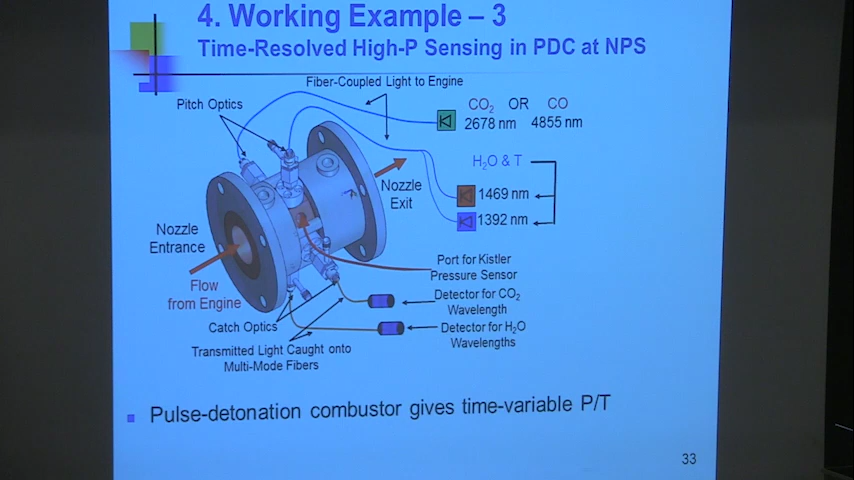 4. Working Example – 3
Time-Resolved High-P Sensing in PDC at NPS
Fiber-Coupled Light to Engine
Pitch Optics
CO₂ OR CO
2678 nm 4855 nm
H₂O & T
1469 nm
1392 nm
Nozzle
Exit
Nozzle
Entrance
Flow
from Engine
Port for Kistler
Pressure Sensor
Detector for CO₂
Wavelength
Detector for H₂O
Wavelengths
Catch Optics
Transmitted Light Caught onto
Multi-Mode Fibers
Pulse-detonation combustor gives time-variable P/T
33